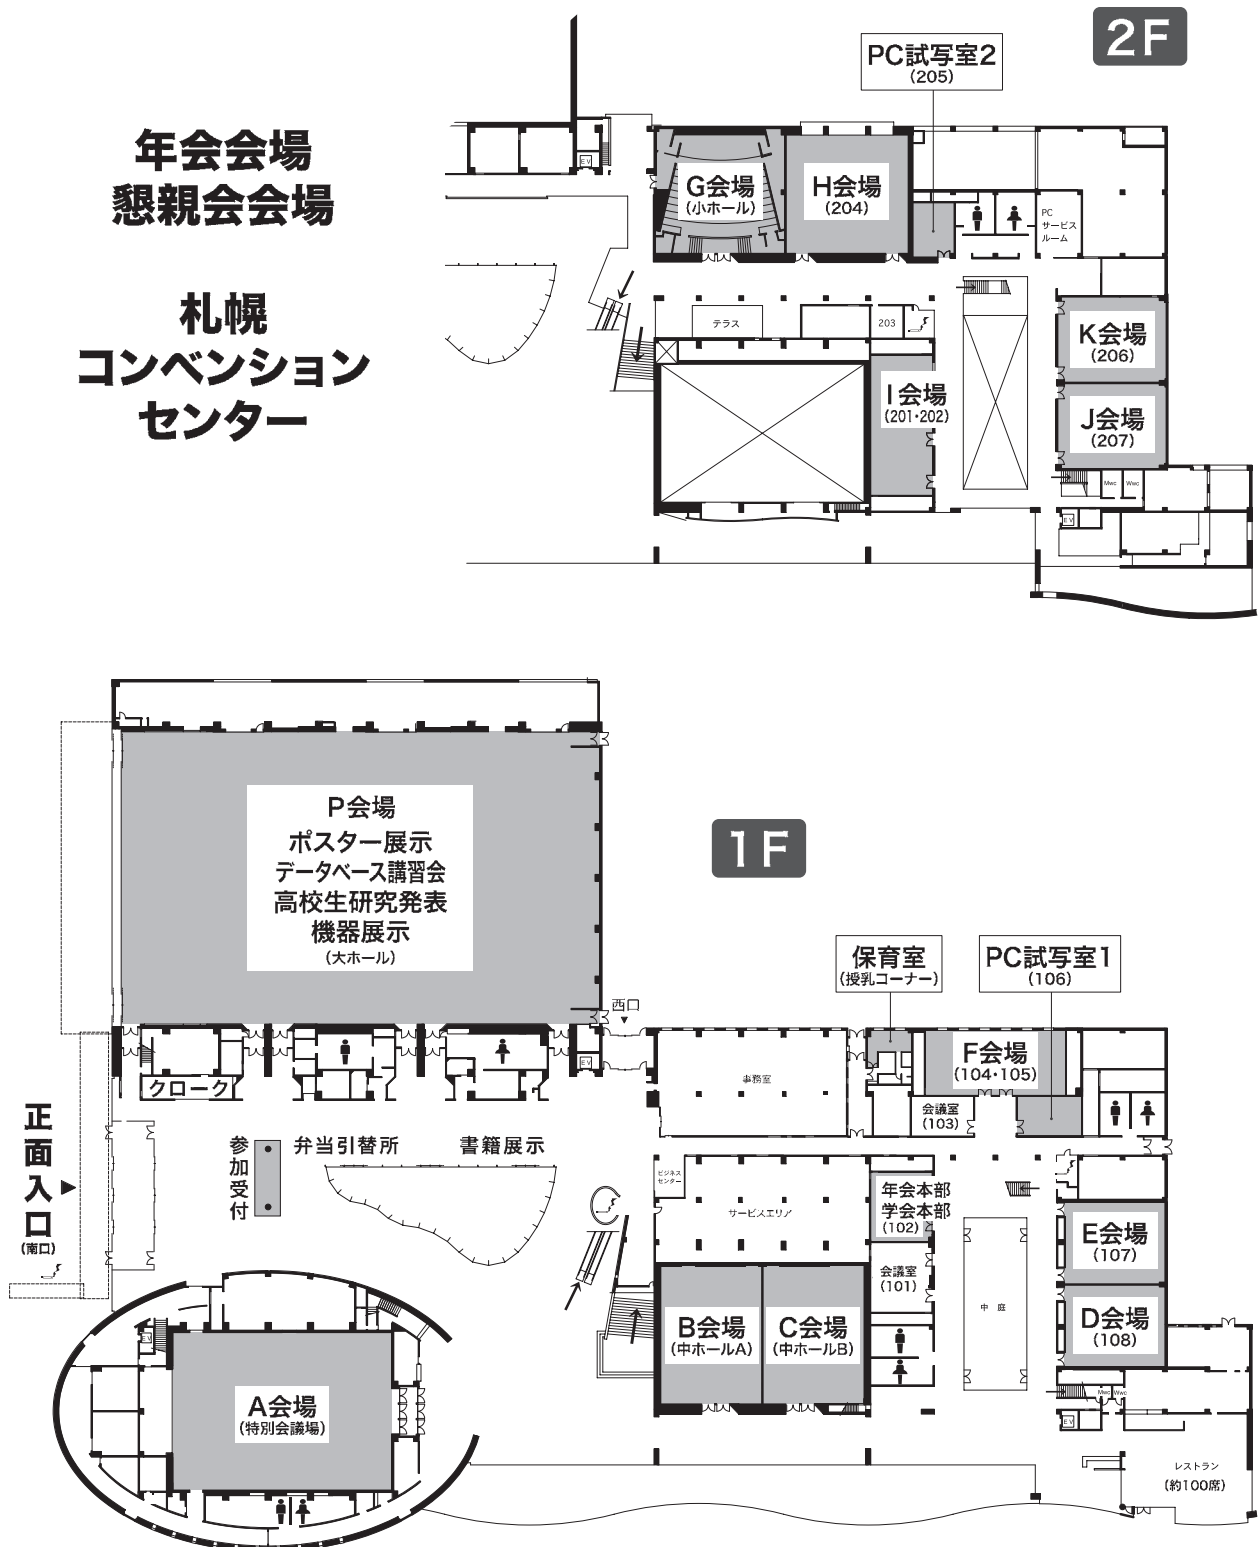 2F
PC試写室2
(205)
年会会場
懇親会会場
札幌
コンベンション
センター
EV
G会場
(小ホール)
H会場
(204)
PC
サービス
ルーム
テラス
203
K会場
(206)
I会場
(201・202)
J会場
(207)
Mwc
Wwc
EV
1F
P会場
ポスター展示
データベース講習会
高校生研究発表
機器展示
(大ホール)
保育室
(授乳コーナー)
PC試写室1
(106)
西口
EV
クローク
事務室
F会場
(104・105)
会議室
(103)
正面入口
(南口)
参加受付
弁当引替所
書籍展示
ビジネス
センター
サービスエリア
年会本部
学会本部
(102)
会議室
(101)
E会場
(107)
中庭
D会場
(108)
B会場
(中ホールA)
C会場
(中ホールB)
EV
A会場
(特別会議場)
Mwc
Wwc
EV
レストラン
(約100席)